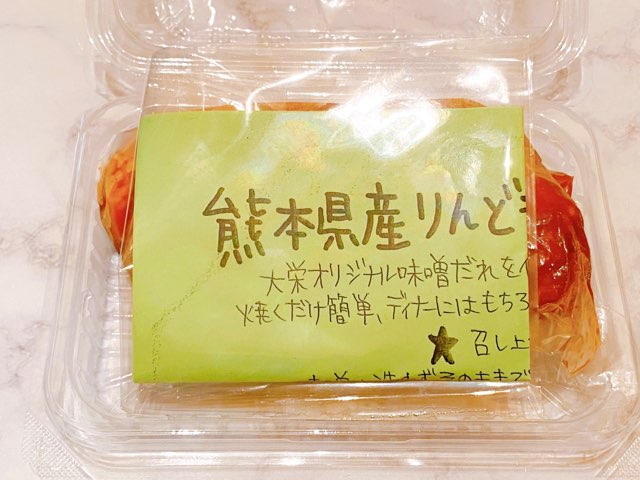 熊本県産りんど
大栄オリジナル味噌だれを
焼くだけ簡単、ディナーにはもちろ
★召し上